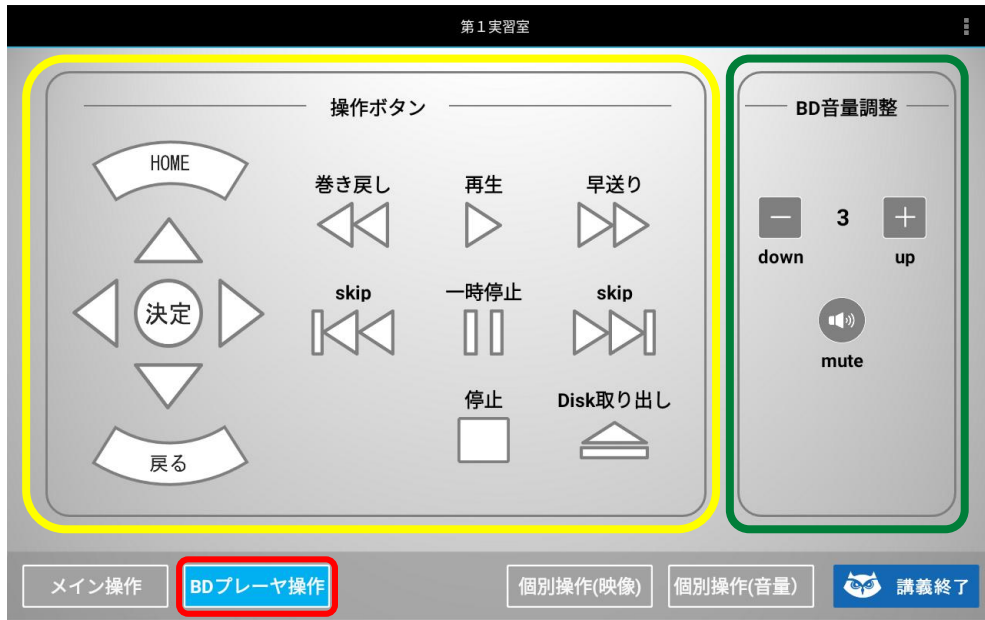 第１実習室
操作ボタン
HOME
決定
戻る
巻き戻し
再生
早送り
skip
一時停止
skip
停止
Disk取り出し
BD音量調整
3
down
up
mute
メイン操作
BDプレーヤ操作
個別操作(映像)
個別操作(音量）
講義終了